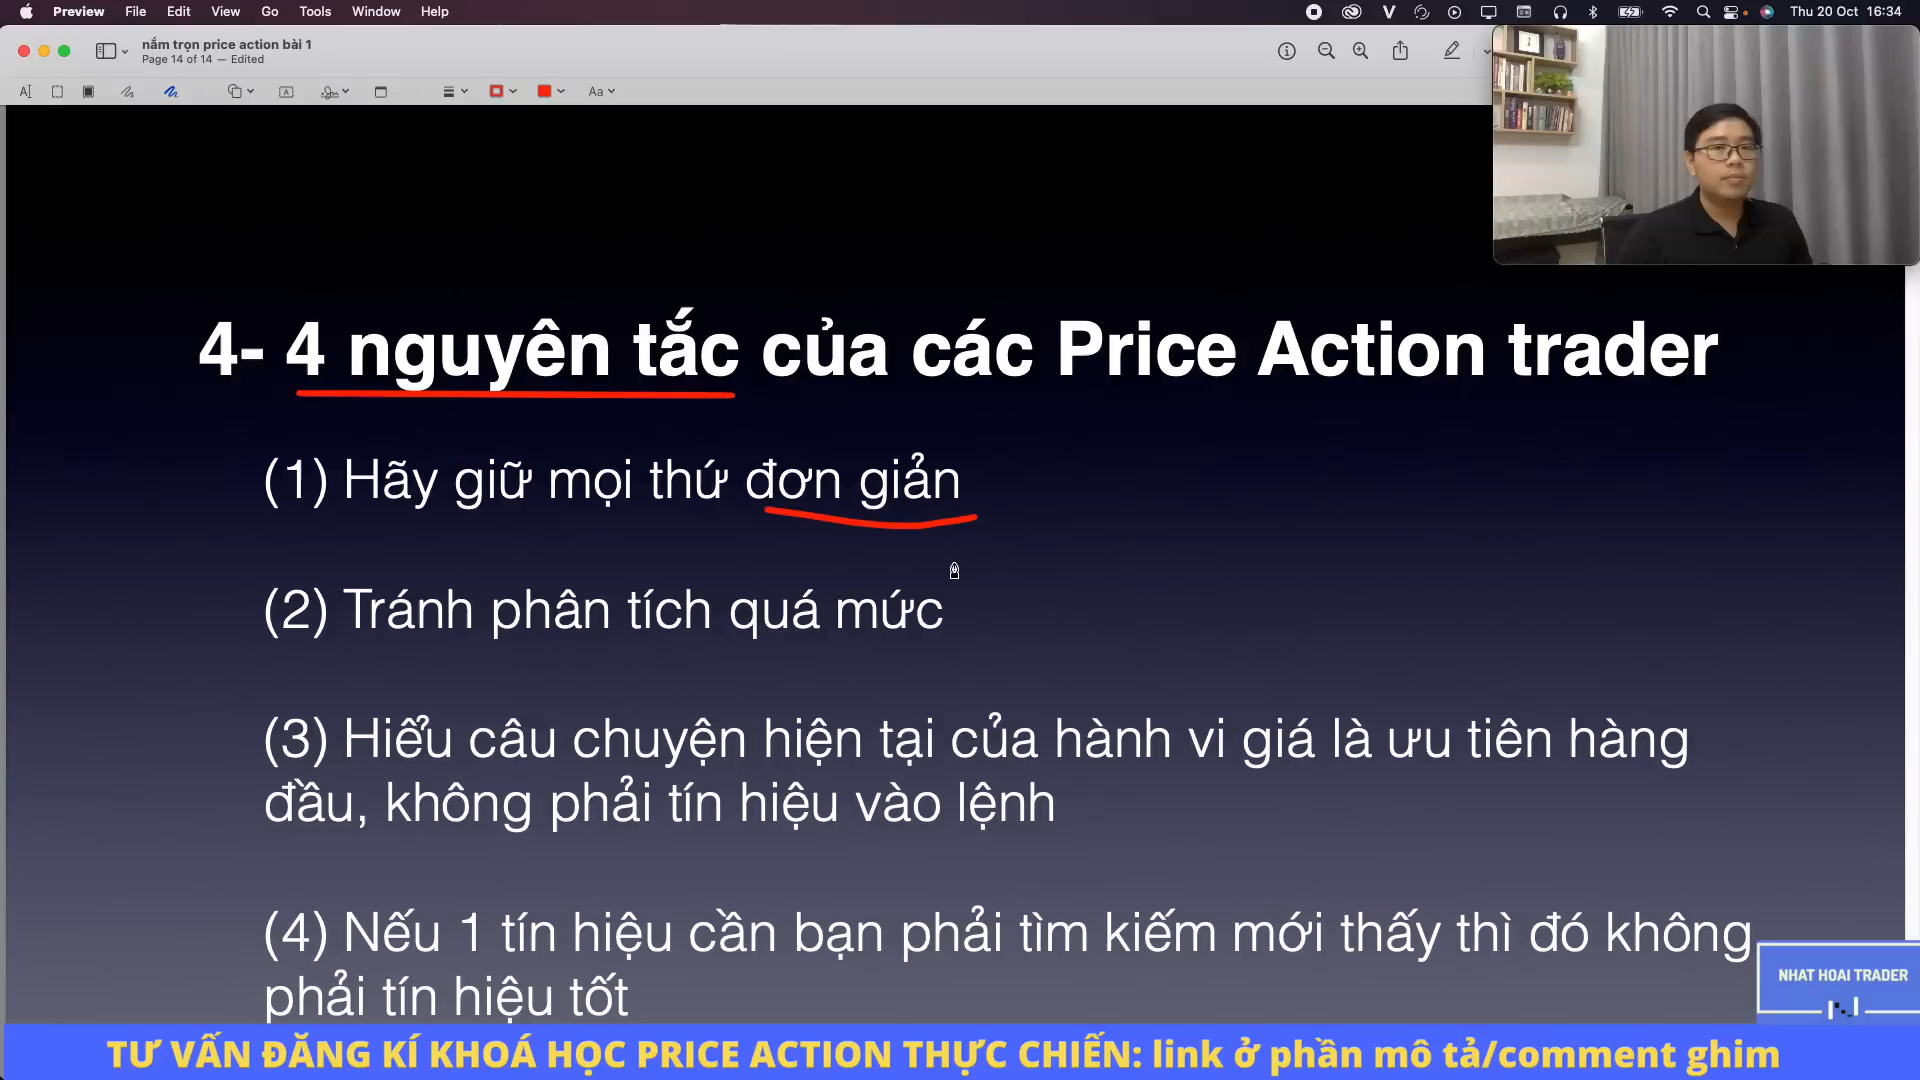 Preview File Edit View Go Tools Window Help
Thu 20 Oct 16:34
nắm trọn price action bài 1
Page 14 of 14 — Edited
Aa
4- 4 nguyên tắc của các Price Action trader
(1) Hãy giữ mọi thứ đơn giản
(2) Tránh phân tích quá mức
(3) Hiểu câu chuyện hiện tại của hành vi giá là ưu tiên hàng
đầu, không phải tín hiệu vào lệnh
(4) Nếu 1 tín hiệu cần bạn phải tìm kiếm mới thấy thì đó không
phải tín hiệu tốt
NHAT HOAI TRADER
TƯ VẤN ĐĂNG KÍ KHOÁ HỌC PRICE ACTION THỰC CHIẾN: link ở phần mô tả/comment ghim